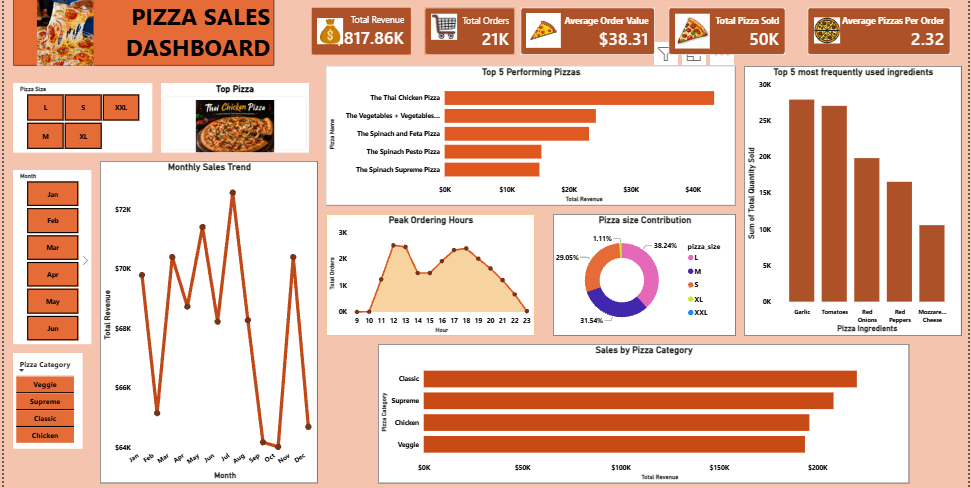 PIZZA SALES
DASHBOARD
Total Revenue
817.86K
Total Orders
21K
Average Order Value
$38.31
Total Pizza Sold
50K
Average Pizzas Per Order
2.32
Pizza Size
L
S
XXL
M
XL
Top Pizza
Thai Chicken Pizza
Month
Jan
Feb
Mar
Apr
May
Jun
Pizza Category
Veggie
Supreme
Classic
Chicken
Monthly Sales Trend
Total Revenue
$72K
$70K
$68K
$66K
$64K
Jan Feb Mar Apr May Jun Jul Aug Sep Oct Nov Dec
Month
Top 5 Performing Pizzas
Pizza Name
The Thai Chicken Pizza
The Vegetables + Vegetables...
The Spinach and Feta Pizza
The Spinach Pesto Pizza
The Spinach Supreme Pizza
$0K $10K $20K $30K $40K
Total Revenue
Top 5 most frequently used ingredients
Sum of Total Quantity Sold
30K
25K
20K
15K
10K
5K
0K
Garlic Tomatoes Red Onions Red Peppers Mozzare... Cheese
Pizza Ingredients
Peak Ordering Hours
Total Orders
3K
2K
1K
0K
9 10 11 12 13 14 15 16 17 18 19 20 21 22 23
Hour
Pizza size Contribution
1.11%
38.24%
29.05%
31.54%
pizza_size
L
M
S
XL
XXL
Sales by Pizza Category
Pizza Category
Classic
Supreme
Chicken
Veggie
$0K $50K $100K $150K $200K
Total Revenue